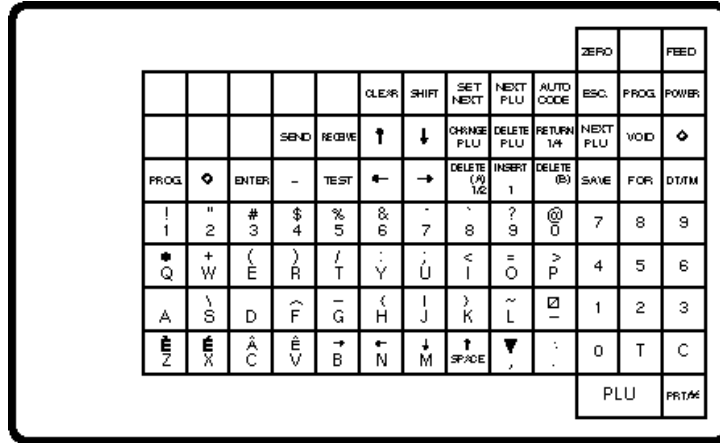 ZERO FEED
CLEAR SHIFT SET NEXT NEXT PLU AUTO CODE ESC. PROG. POWER
SEND RECEIVE ↑ ↓ CHANGE PLU DELETE PLU RETURN 1/4 NEXT PLU VOID ◇
PROG. ◇ ENTER – TEST ← → DELETE (A) 1/2 INSERT 1 DELETE (B) SAVE FOR DT/TM
! " # $ % & ' ` ? @
1 2 3 4 5 6 7 8 9 0 7 8 9
● + ( ) / : ; < = >
Q W E R T Y U I O P 4 5 6
\ ⌢ – { | } ~ ⍁
A S D F G H J K L – 1 2 3
È É Â Ê → ← ↓ ↑ ▼ :
Z X C V B N M SPACE , . 0 T C
PLU PRT/*